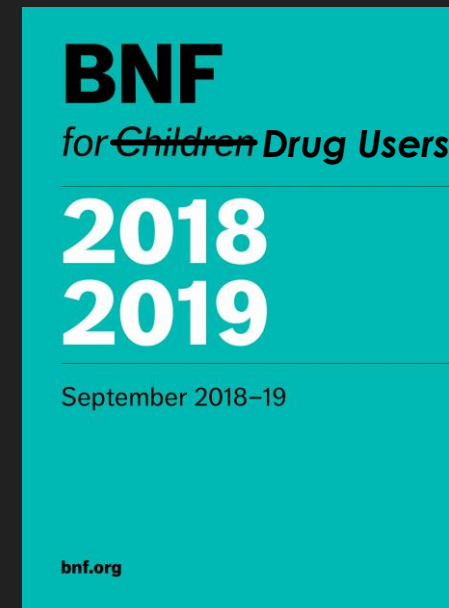 BNF
for Children Drug Users
2018
2019
September 2018–19
bnf.org